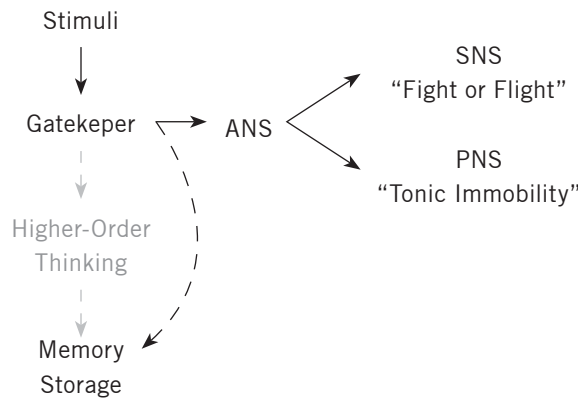 Stimuli
Gatekeper
ANS
SNS
“Fight or Flight”
PNS
“Tonic Immobility”
Higher-Order
Thinking
Memory
Storage